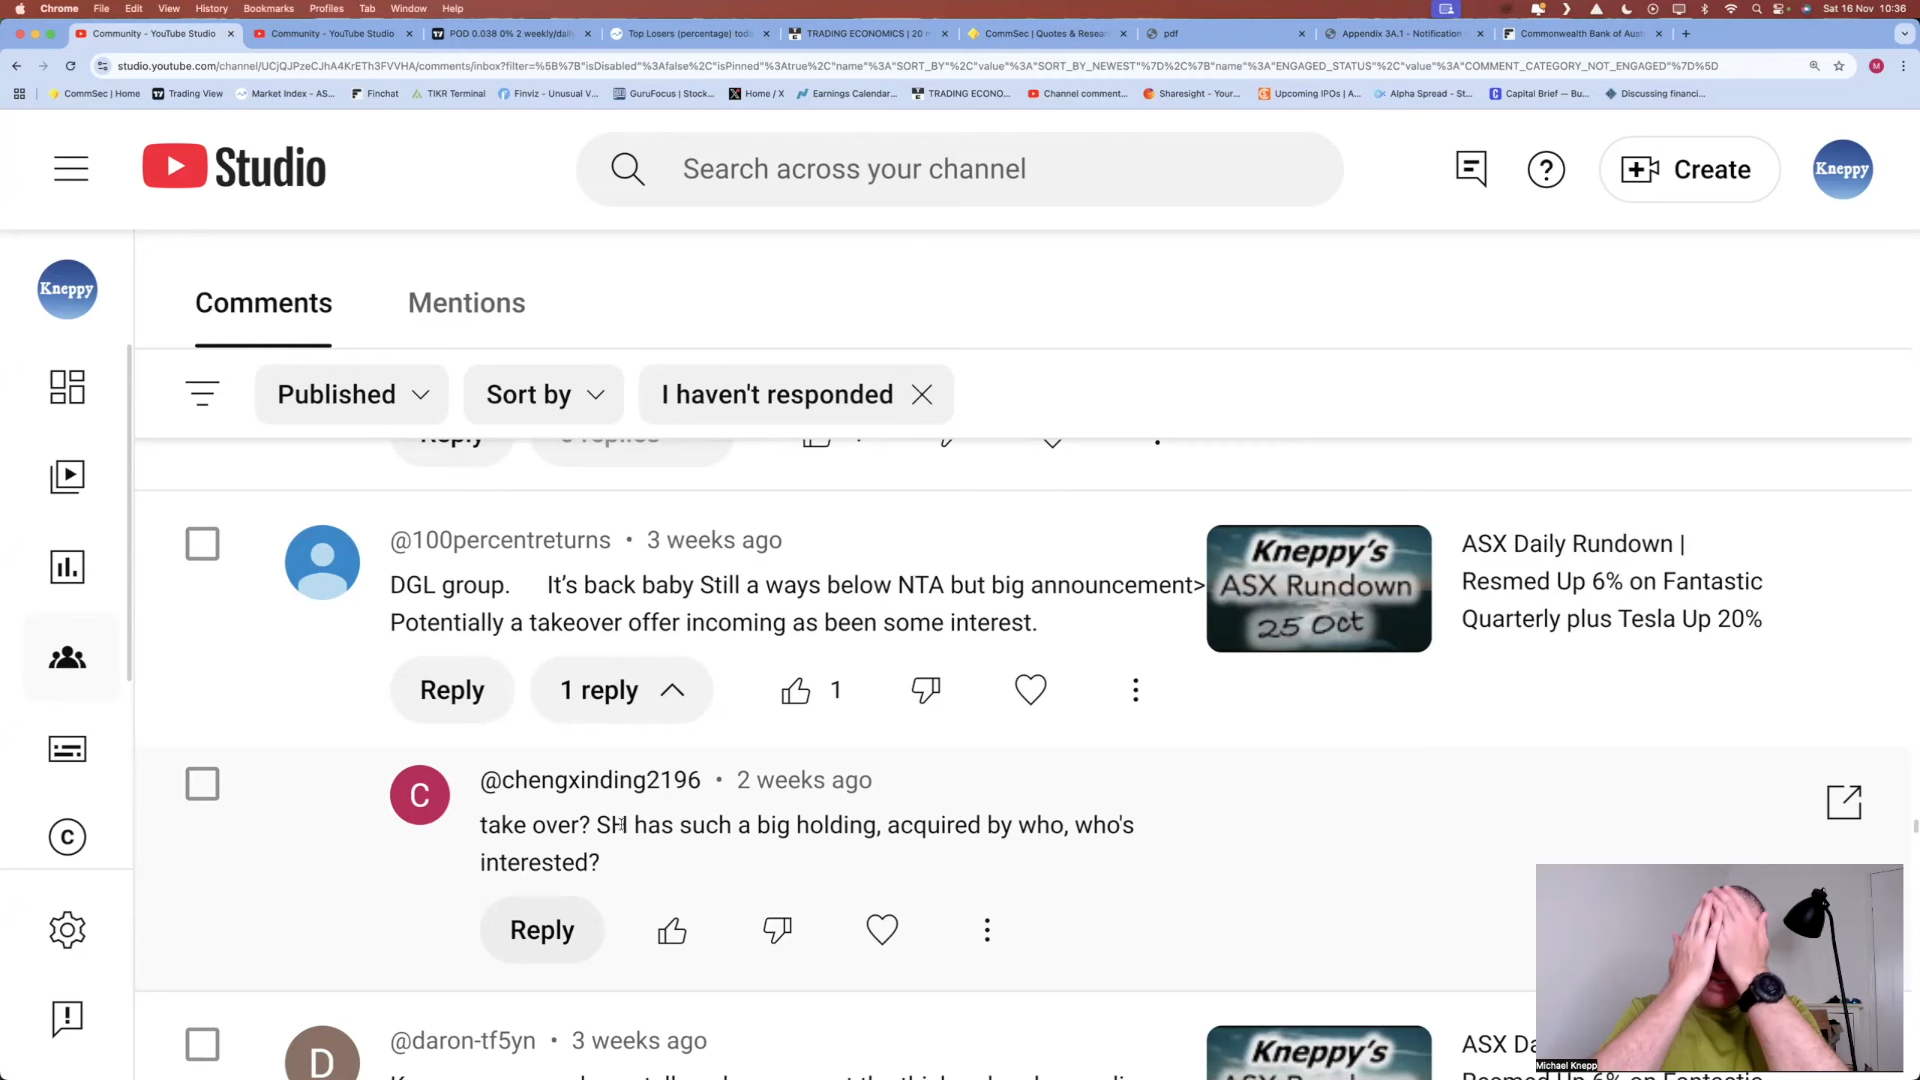 Chrome File Edit View History Bookmarks Profiles Tab Window Help Sat 16 Nov 10:36
Community - YouTube Studio Community - YouTube Studio POD 0.038 0% 2 weekly/dail Top Losers (percentage) toda TRADING ECONOMICS | 20 m CommSec | Quotes & Resear pdf Appendix 3A.1 - Notification Commonwealth Bank of Aust
studio.youtube.com/channel/UCjQJPzeCJhA4KrETh3FVVHA/comments/inbox?filter=%5B%7B"isDisabled"%3Afalse%2C"isPinned"%3Atrue%2C"name"%3A"SORT_BY"%2C"value"%3A"SORT_BY_NEWEST"%7D%2C%7B"name"%3A"ENGAGED_STATUS"%2C"value"%3A"COMMENT_CATEGORY_NOT_ENGAGED"%7D%5D
CommSec | Home Trading View Market Index - AS... Finchat TIKR Terminal Finviz - Unusual V... GuruFocus | Stock... Home / X Earnings Calendar... TRADING ECONO... Channel comment... Sharesight - Your... Upcoming IPOs | A... Alpha Spread - St... Capital Brief — Bu... Discussing financi...
Studio
Search across your channel
Create
Kneppy
Kneppy
Comments Mentions
Published Sort by I haven't responded
Reply replies
@100percentreturns • 3 weeks ago
DGL group. It's back baby Still a ways below NTA but big announcement>
Potentially a takeover offer incoming as been some interest.
Reply 1 reply 1
Kneppy's
ASX Rundown
25 Oct
ASX Daily Rundown |
Resmed Up 6% on Fantastic
Quarterly plus Tesla Up 20%
C
@chengxinding2196 • 2 weeks ago
take over? SH has such a big holding, acquired by who, who's
interested?
Reply
D
@daron-tf5yn • 3 weeks ago
Kneppy's
ASX Da
Michael Knepp